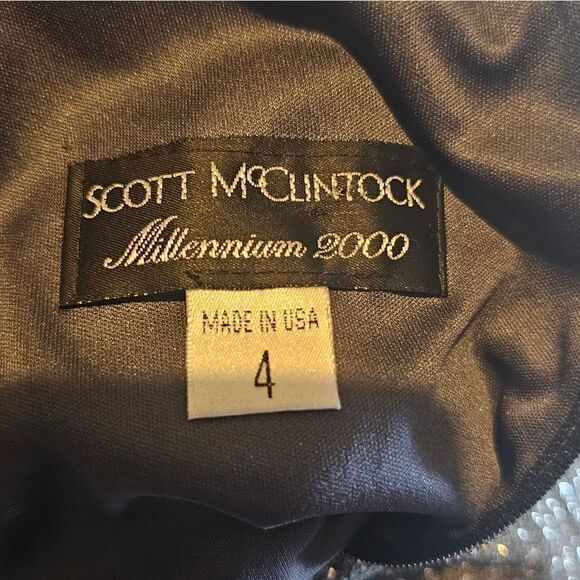 SCOTT McCLINTOCK
Millennium 2000
MADE IN USA
4